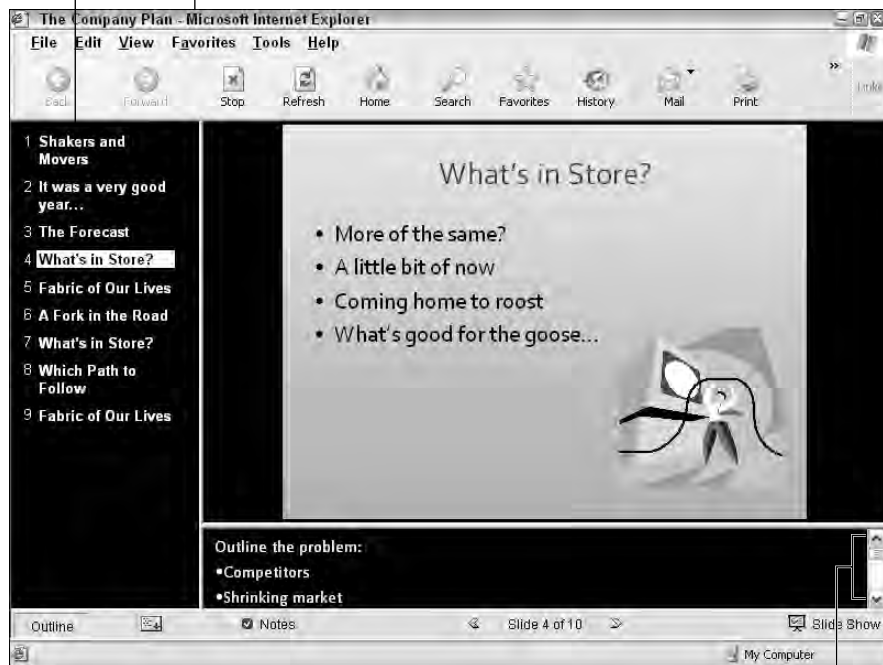 The Company Plan - Microsoft Internet Explorer
File Edit View Favorites Tools Help
Back Forward Stop Refresh Home Search Favorites History Mail Print » Links
1 Shakers and
Movers
2 It was a very good
year...
3 The Forecast
4 What's in Store?
5 Fabric of Our Lives
6 A Fork in the Road
7 What's in Store?
8 Which Path to
Follow
9 Fabric of Our Lives
What's in Store?
• More of the same?
• A little bit of now
• Coming home to roost
• What's good for the goose...
Outline the problem:
•Competitors
•Shrinking market
Outline Notes Slide 4 of 10 Slide Show
My Computer